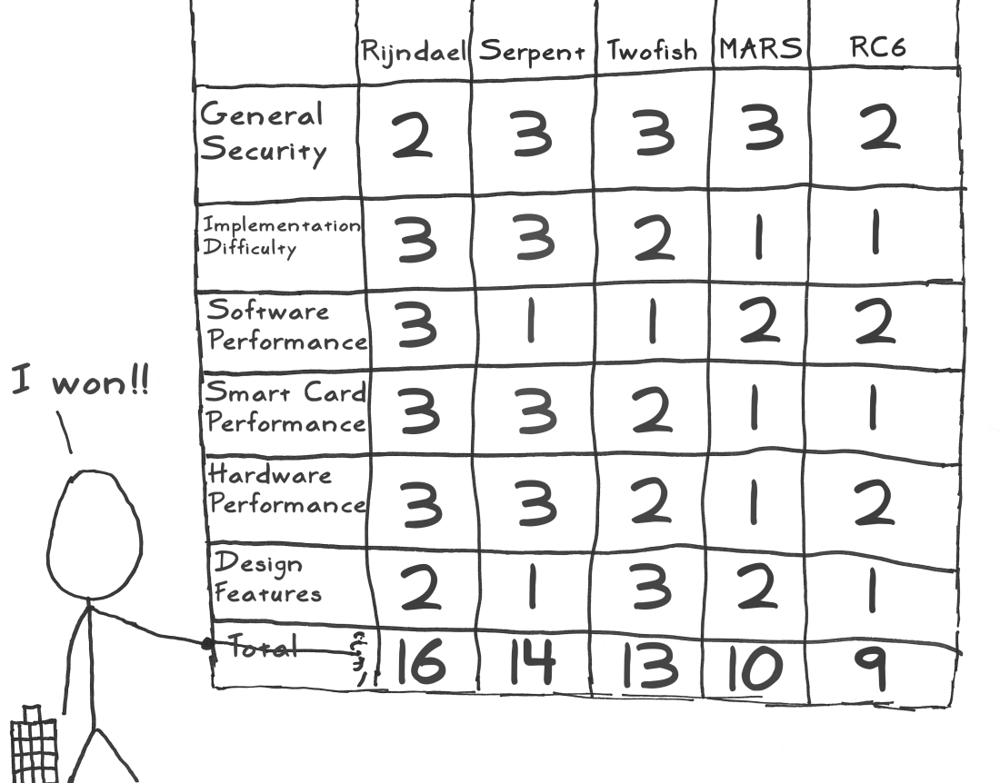 Rijndael Serpent Twofish MARS RC6
General
Security
2 3 3 3 2
Implementation
Difficulty
3 3 2 1 1
Software
Performance
3 1 1 2 2
Smart Card
Performance
3 3 2 1 1
Hardware
Performance
3 3 2 1 2
Design
Features
2 1 3 2 1
Total 16 14 13 10 9
I won!!